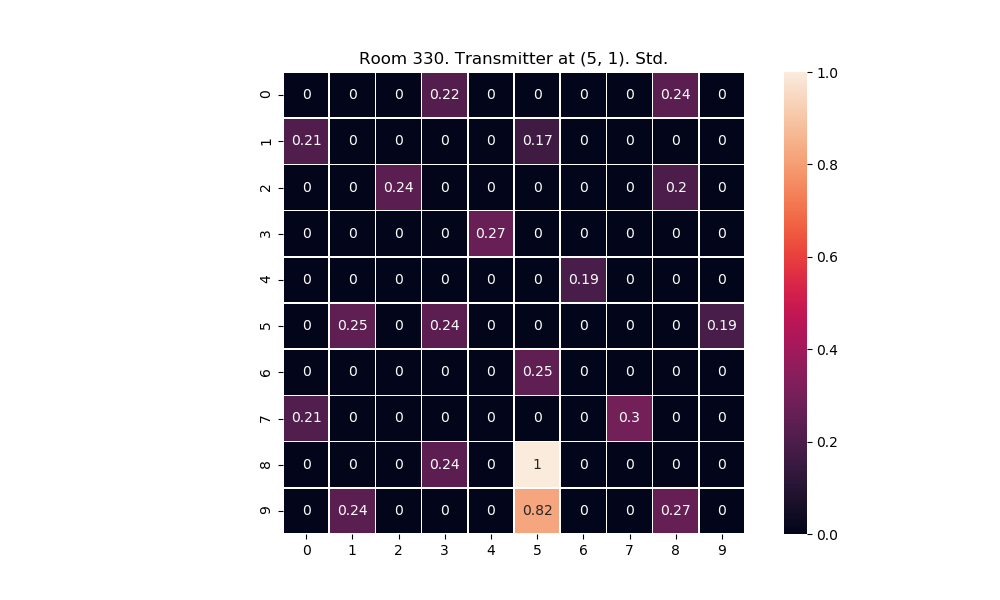 Room 330. Transmitter at (5, 1). Std.
0 0 0 0 0.22 0 0 0 0 0.24 0
1 0.21 0 0 0 0 0.17 0 0 0 0
2 0 0 0.24 0 0 0 0 0 0.2 0
3 0 0 0 0 0.27 0 0 0 0 0
4 0 0 0 0 0 0 0.19 0 0 0
5 0 0.25 0 0.24 0 0 0 0 0 0.19
6 0 0 0 0 0 0.25 0 0 0 0
7 0.21 0 0 0 0 0 0 0.3 0 0
8 0 0 0 0.24 0 1 0 0 0 0
9 0 0.24 0 0 0 0.82 0 0 0.27 0
0 1 2 3 4 5 6 7 8 9
1.0
0.8
0.6
0.4
0.2
0.0